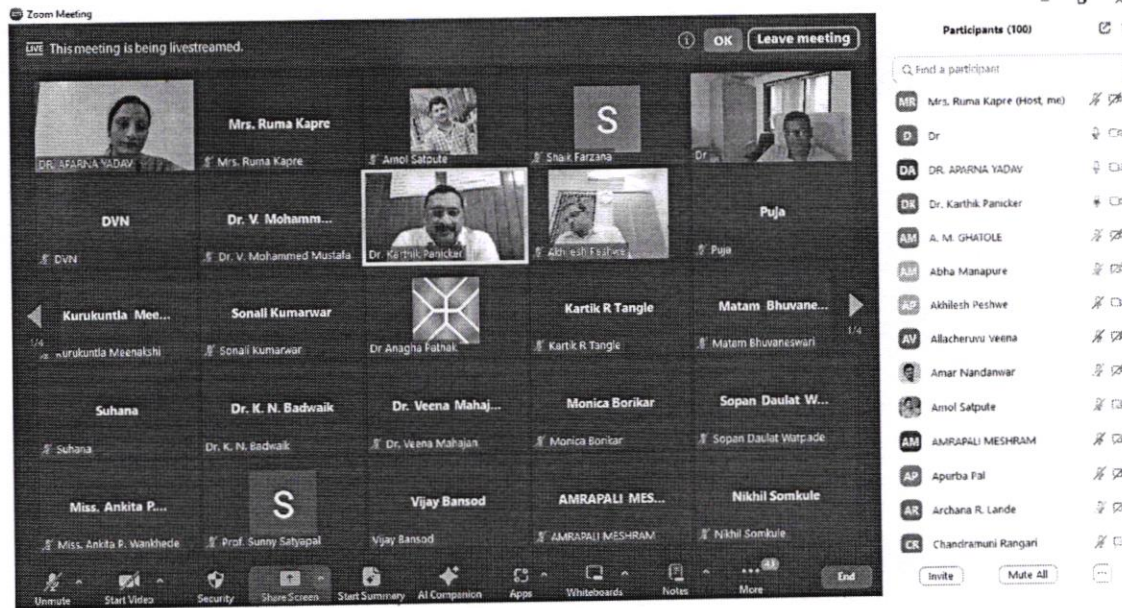 Zoom Meeting
LIVE This meeting is being livestreamed.
OK
Leave meeting
DR. APARNA YADAV
Mrs. Ruma Kapre
Mrs. Ruma Kapre
Amol Satpute
S
Shaik Farzana
Dr
DVN
DVN
Dr. V. Mohamm...
Dr. V. Mohammed Mustafa
Dr. Karthik Panicker
Akhilesh Peshwe
Puja
Puja
1/4
Kurukuntla Mee...
Kurukuntla Meenakshi
Sonali Kumarwar
Sonali Kumarwar
Dr Anagha Pathak
Kartik R Tangle
Kartik R Tangle
Matam Bhuvane...
Matam Bhuvaneswari
1/4
Suhana
Suhana
Dr. K. N. Badwaik
Dr. K. N. Badwaik
Dr. Veena Mahaj...
Dr. Veena Mahajan
Monica Borikar
Monica Borikar
Sopan Daulat W...
Sopan Daulat Watpade
Miss. Ankita P....
Miss. Ankita P. Wankhede
S
Prof. Sunny Satyapal
Vijay Bansod
Vijay Bansod
AMRAPALI MES...
AMRAPALI MESHRAM
Nikhil Somkule
Nikhil Somkule
Unmute
Start Video
Security
Share Screen
Start Summary
AI Companion
Apps
Whiteboards
Notes
More
End
Participants (100)
Find a participant
MR Mrs. Ruma Kapre (Host, me)
D Dr
DA DR. APARNA YADAV
DK Dr. Karthik Panicker
AM A. M. GHATOLE
AM Abha Manapure
AP Akhilesh Peshwe
AV Allacheruvu veena
Amar Nandanwar
Amol Satpute
AM AMRAPALI MESHRAM
AP Apurba Pal
AR Archana R. Lande
CR Chandramuni Rangari
Invite
Mute All